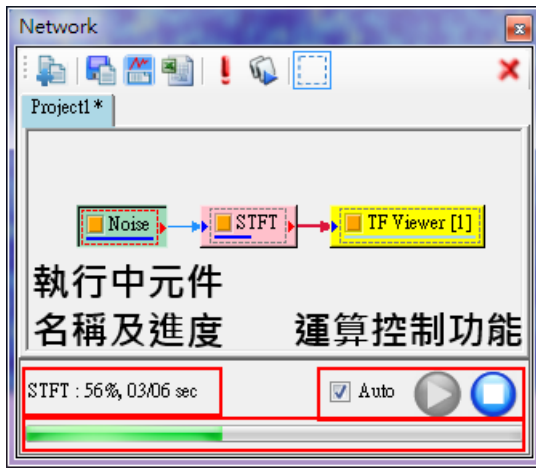 Network
Project1*
Noise
STFT
TF Viewer [1]
執行中元件
名稱及進度
運算控制功能
STFT : 56%, 03/06 sec
Auto